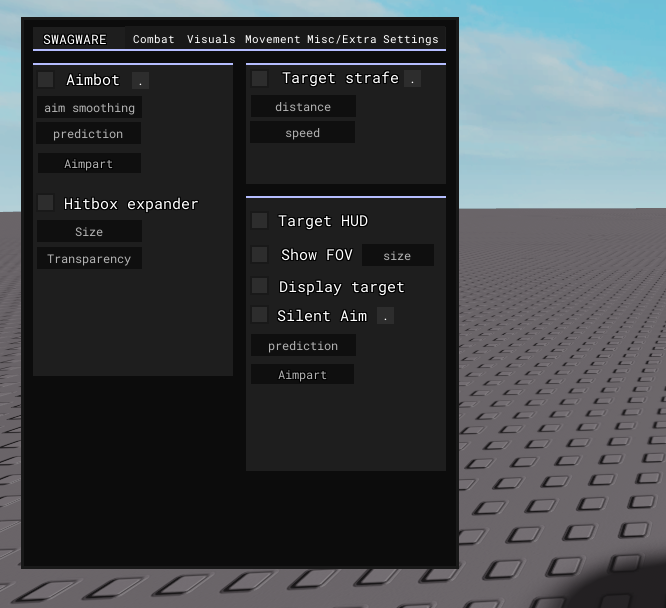 SWAGWARE Combat Visuals Movement Misc/Extra Settings
Aimbot .
aim smoothing
prediction
Aimpart
Hitbox expander
Size
Transparency
Target strafe .
distance
speed
Target HUD
Show FOV size
Display target
Silent Aim .
prediction
Aimpart